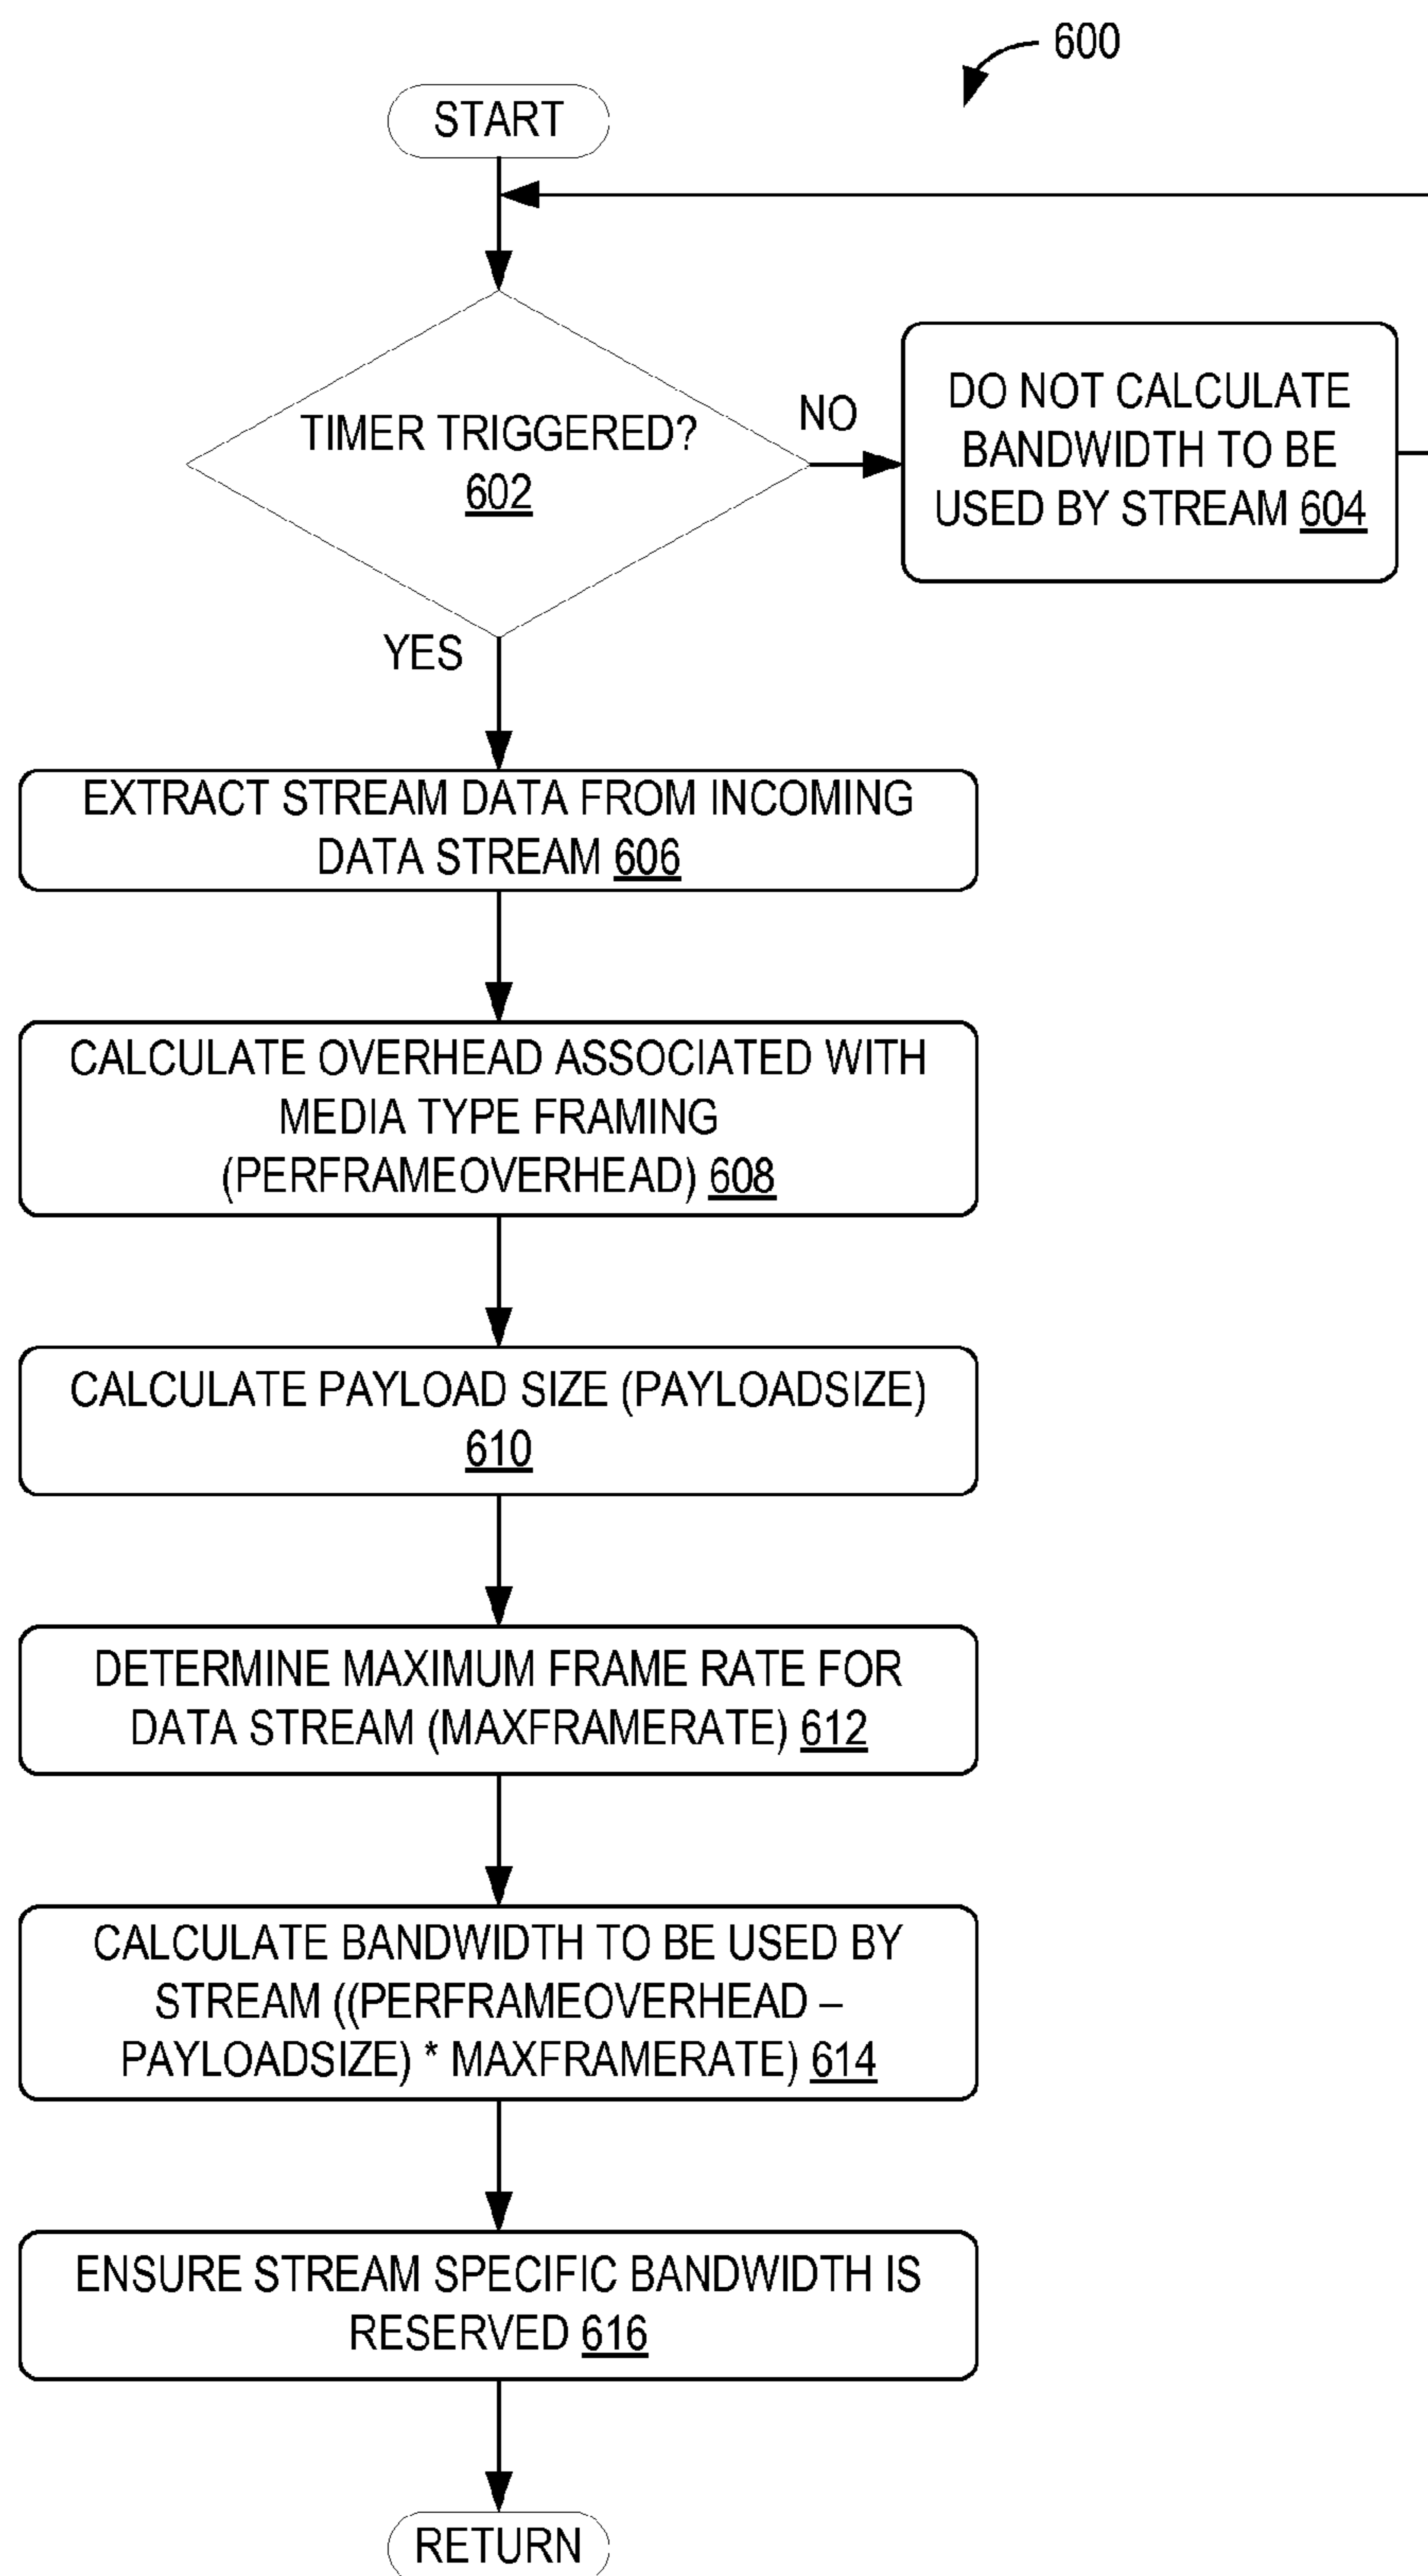 600
START
TIMER TRIGGERED?
602
NO
DO NOT CALCULATE
BANDWIDTH TO BE
USED BY STREAM 604
YES
EXTRACT STREAM DATA FROM INCOMING
DATA STREAM 606
CALCULATE OVERHEAD ASSOCIATED WITH
MEDIA TYPE FRAMING
(PERFRAMEOVERHEAD) 608
CALCULATE PAYLOAD SIZE (PAYLOADSIZE)
610
DETERMINE MAXIMUM FRAME RATE FOR
DATA STREAM (MAXFRAMERATE) 612
CALCULATE BANDWIDTH TO BE USED BY
STREAM ((PERFRAMEOVERHEAD –
PAYLOADSIZE) * MAXFRAMERATE) 614
ENSURE STREAM SPECIFIC BANDWIDTH IS
RESERVED 616
RETURN